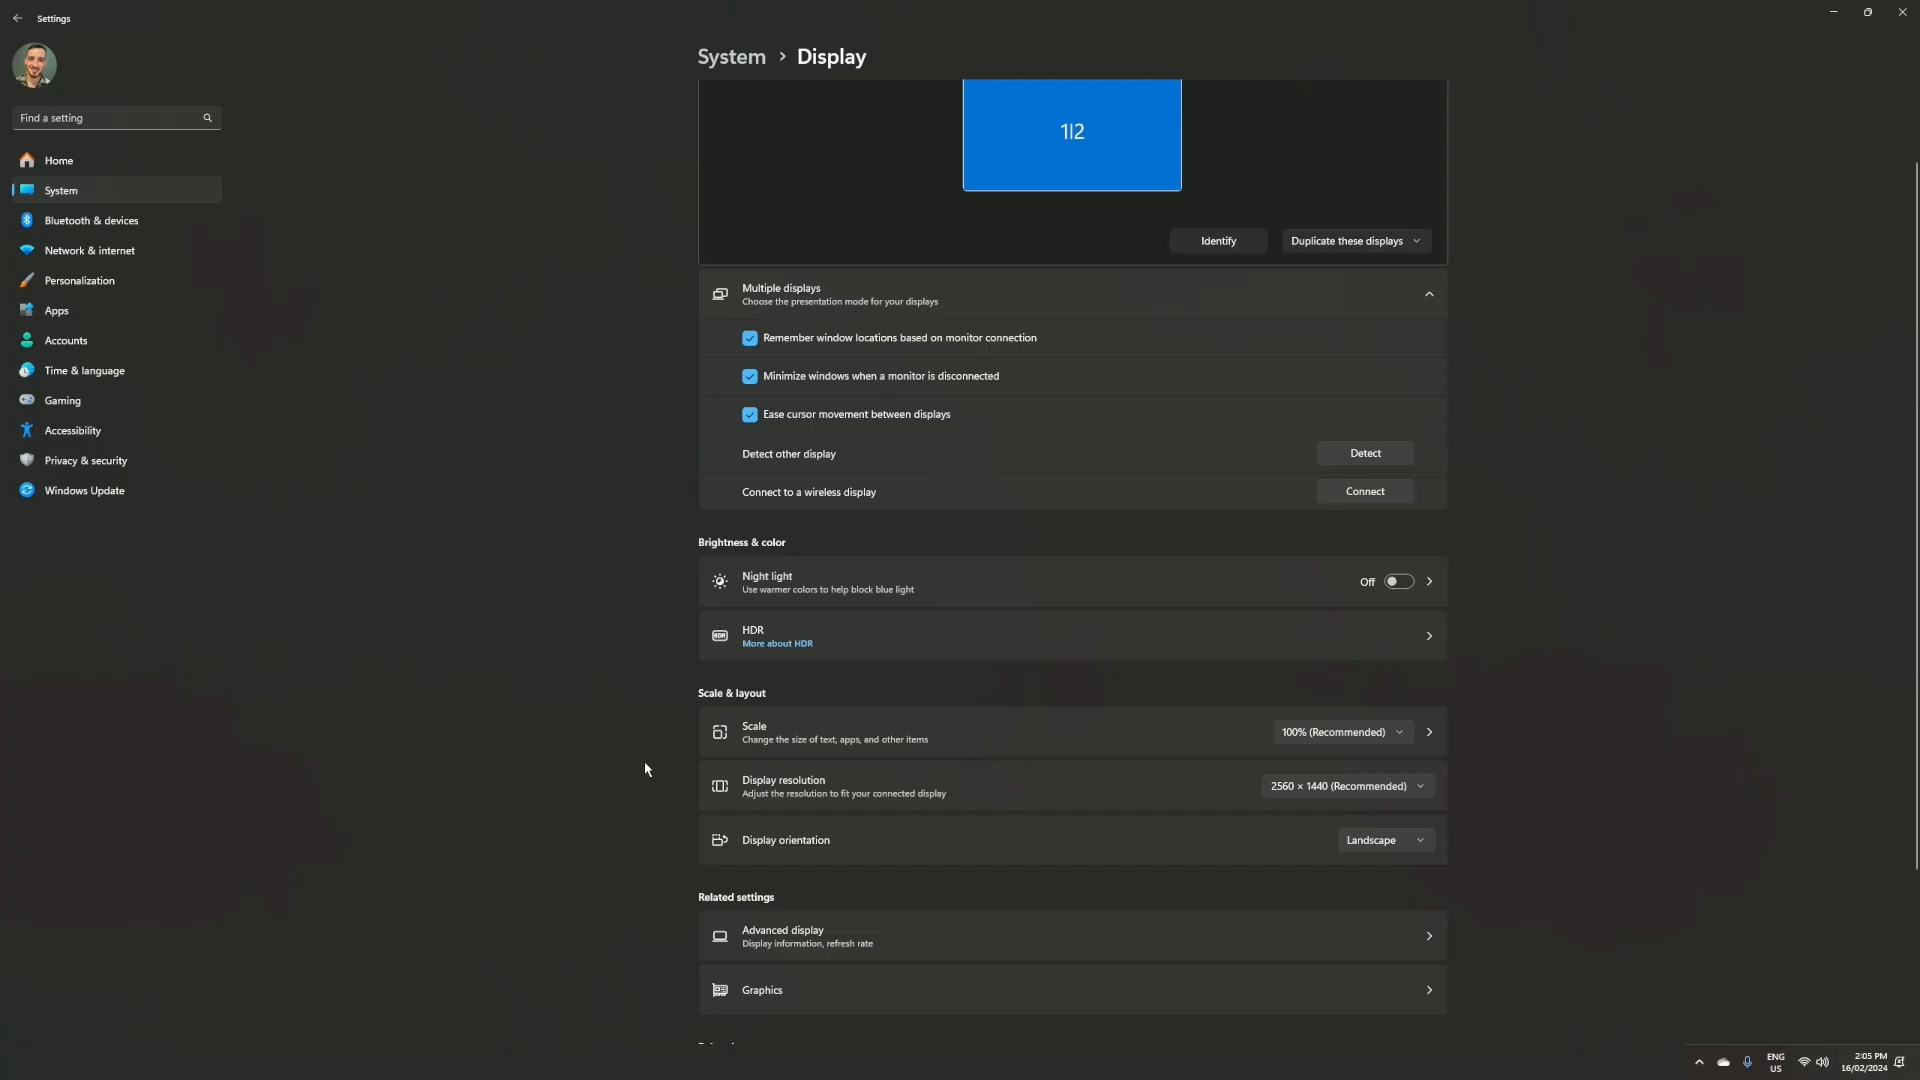 Settings
System > Display
Find a setting
Home
System
Bluetooth & devices
Network & internet
Personalization
Apps
Accounts
Time & language
Gaming
Accessibility
Privacy & security
Windows Update
1|2
Identify
Duplicate these displays
Multiple displays
Choose the presentation mode for your displays
Remember window locations based on monitor connection
Minimize windows when a monitor is disconnected
Ease cursor movement between displays
Detect other display
Detect
Connect to a wireless display
Connect
Brightness & color
Night light
Use warmer colors to help block blue light
Off
HDR
HDR
More about HDR
Scale & layout
Scale
Change the size of text, apps, and other items
100% (Recommended)
Display resolution
Adjust the resolution to fit your connected display
2560 × 1440 (Recommended)
Display orientation
Landscape
Related settings
Advanced display
Display information, refresh rate
Graphics
ENG
US
2:05 PM
16/02/2024